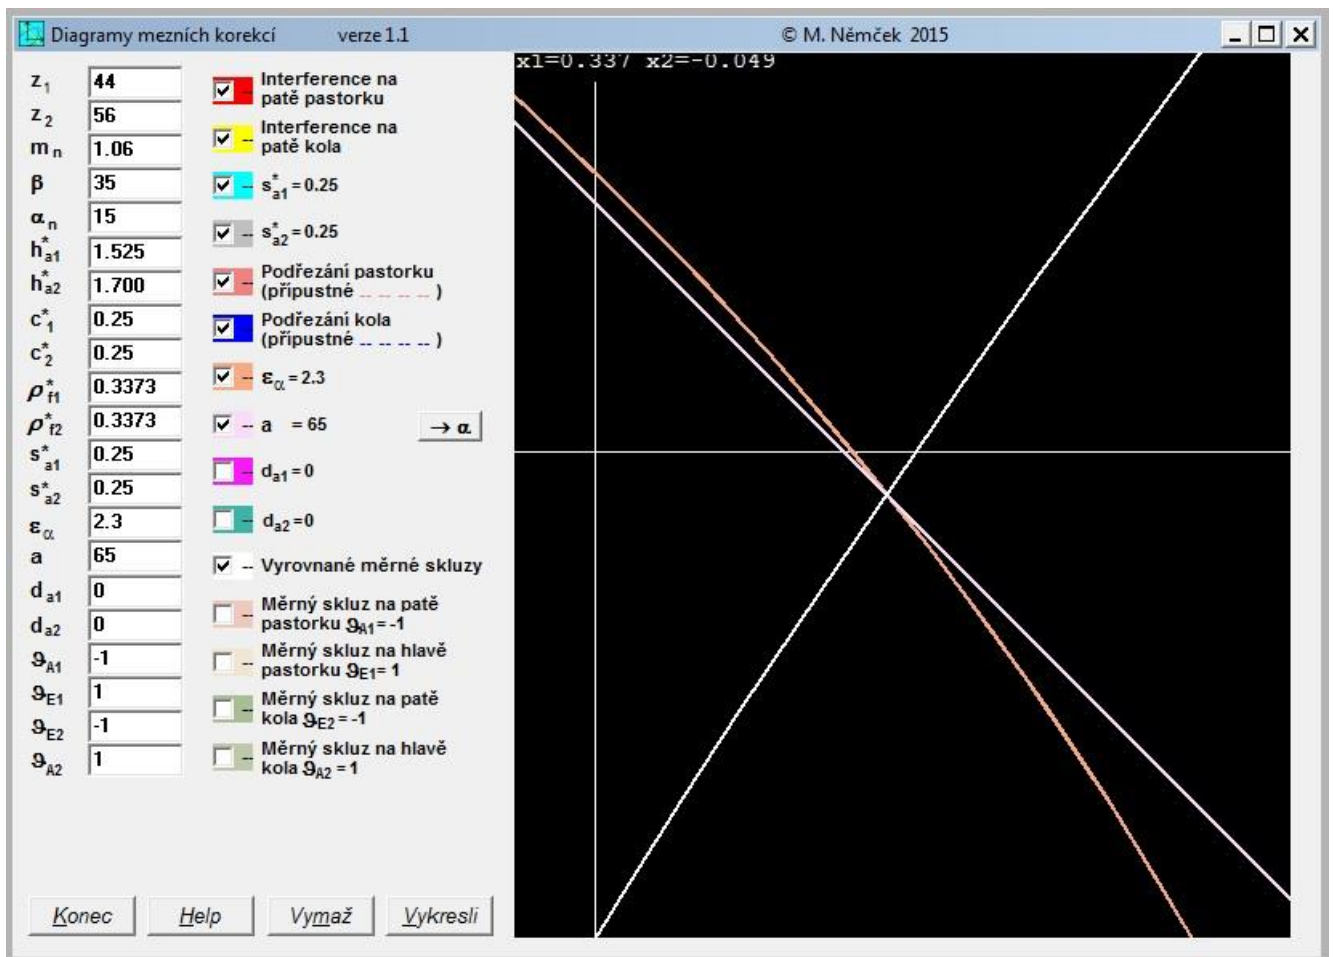 Diagramy mezních korekcí verze 1.1 © M. Němček 2015
x1=0.337 x2=-0.049
z1 44
z2 56
mn 1.06
β 35
αn 15
h*a1 1.525
h*a2 1.700
c*1 0.25
c*2 0.25
ρ*f1 0.3373
ρ*f2 0.3373
s*a1 0.25
s*a2 0.25
εα 2.3
a 65
da1 0
da2 0
ϑA1 -1
ϑE1 1
ϑE2 -1
ϑA2 1
-- Interference na
patě pastorku
-- Interference na
patě kola
-- s*a1 = 0.25
-- s*a2 = 0.25
-- Podřezání pastorku
(přípustné -- -- -- -- )
-- Podřezání kola
(přípustné -- -- -- -- )
-- εα = 2.3
-- a = 65 → α
-- da1 = 0
-- da2 =0
-- Vyrovnané měrné skluzy
-- Měrný skluz na patě
pastorku ϑA1= -1
-- Měrný skluz na hlavě
pastorku ϑE1= 1
-- Měrný skluz na patě
kola ϑE2 = -1
-- Měrný skluz na hlavě
kola ϑA2 = 1
Konec Help Vymaž Vykresli